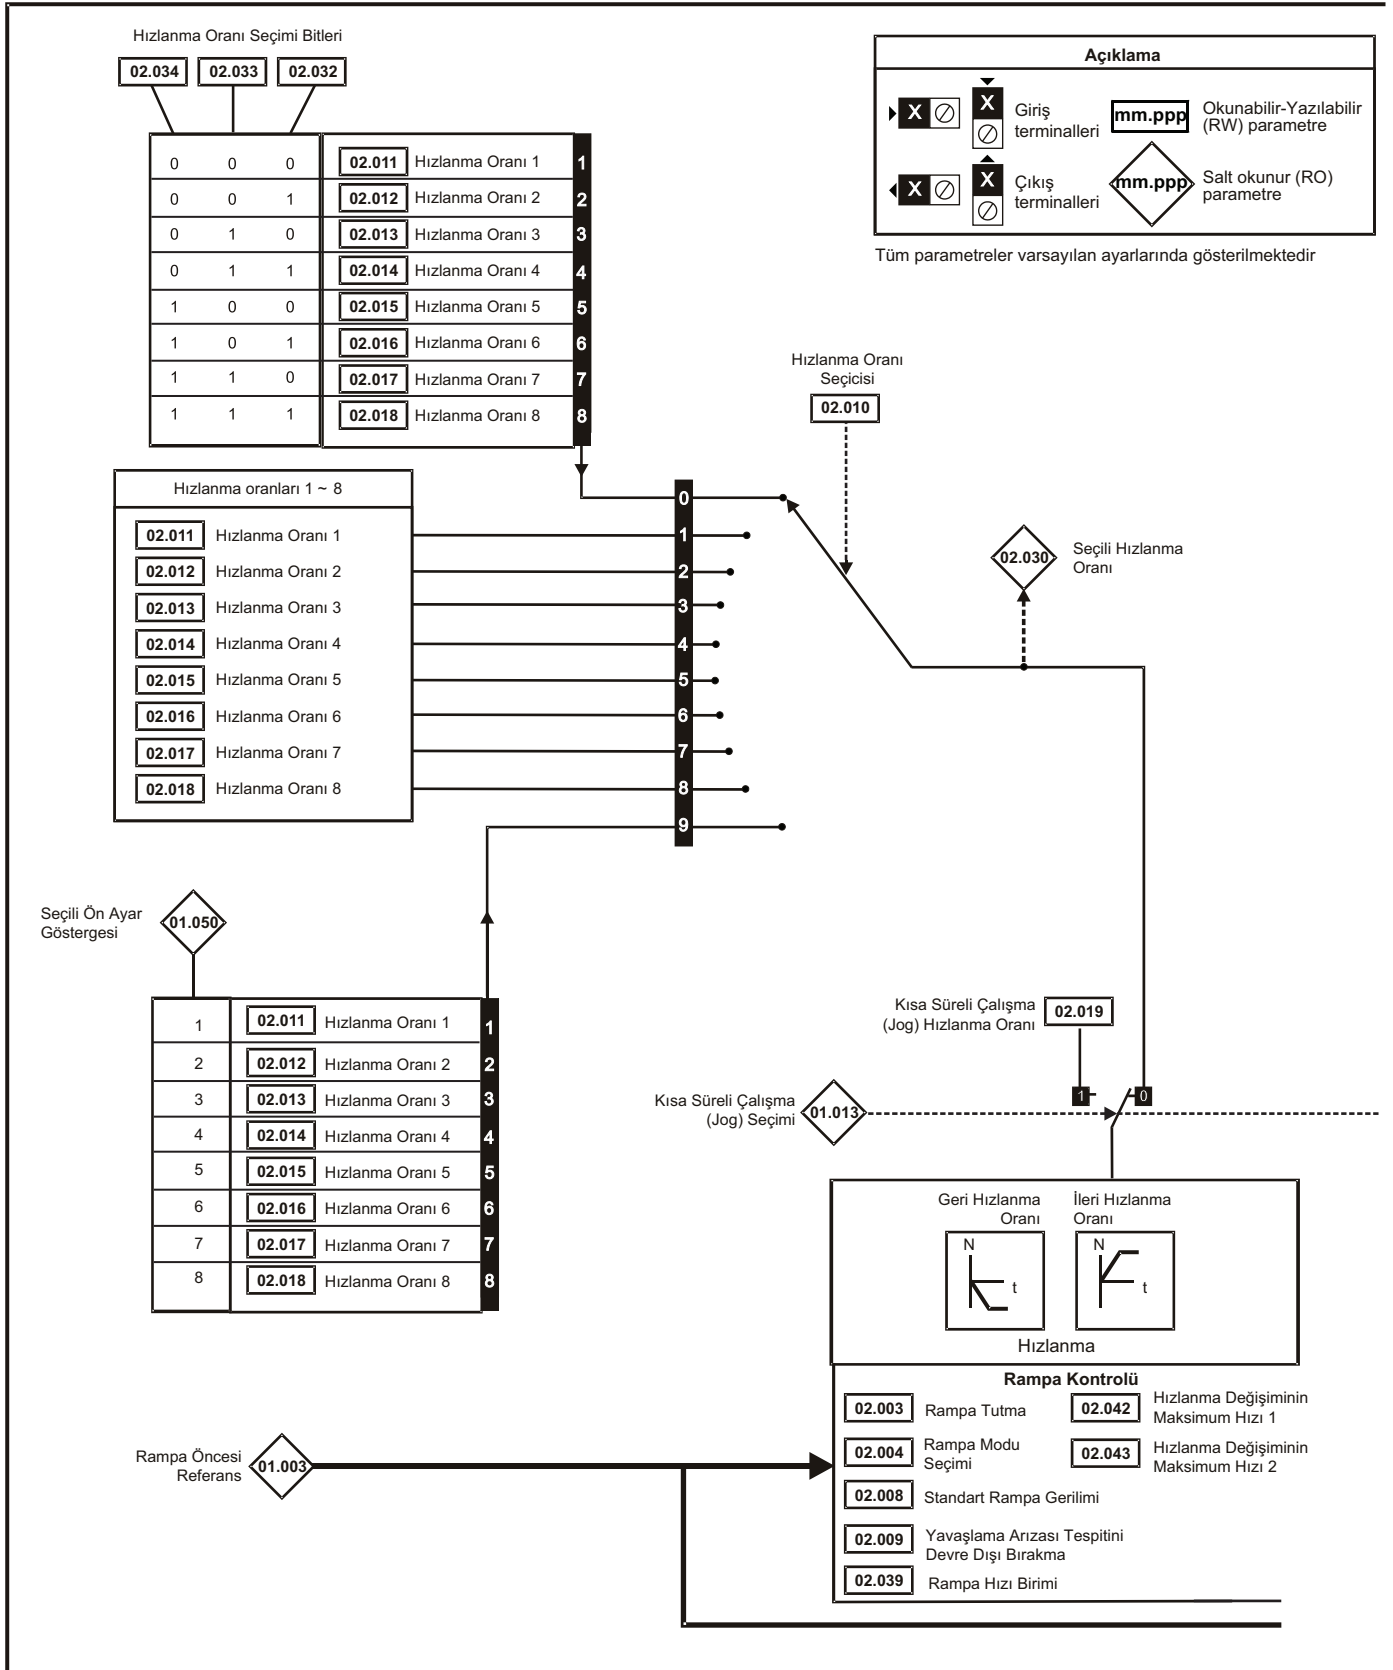 Hızlanma Oranı Seçimi Bitleri
02.034 02.033 02.032
0 0 0 02.011 Hızlanma Oranı 1 1
0 0 1 02.012 Hızlanma Oranı 2 2
0 1 0 02.013 Hızlanma Oranı 3 3
0 1 1 02.014 Hızlanma Oranı 4 4
1 0 0 02.015 Hızlanma Oranı 5 5
1 0 1 02.016 Hızlanma Oranı 6 6
1 1 0 02.017 Hızlanma Oranı 7 7
1 1 1 02.018 Hızlanma Oranı 8 8
Açıklama
X X Giriş
terminalleri
mm.ppp Okunabilir-Yazılabilir
(RW) parametre
X X Çıkış
terminalleri
mm.ppp Salt okunur (RO)
parametre
Tüm parametreler varsayılan ayarlarında gösterilmektedir
Hızlanma Oranı
Seçicisi
02.010
Hızlanma oranları 1 ~ 8
02.011 Hızlanma Oranı 1
02.012 Hızlanma Oranı 2
02.013 Hızlanma Oranı 3
02.014 Hızlanma Oranı 4
02.015 Hızlanma Oranı 5
02.016 Hızlanma Oranı 6
02.017 Hızlanma Oranı 7
02.018 Hızlanma Oranı 8
0
1
2
3
4
5
6
7
8
9
02.030 Seçili Hızlanma
Oranı
Seçili Ön Ayar
Göstergesi
01.050
1 02.011 Hızlanma Oranı 1 1
2 02.012 Hızlanma Oranı 2 2
3 02.013 Hızlanma Oranı 3 3
4 02.014 Hızlanma Oranı 4 4
5 02.015 Hızlanma Oranı 5 5
6 02.016 Hızlanma Oranı 6 6
7 02.017 Hızlanma Oranı 7 7
8 02.018 Hızlanma Oranı 8 8
Kısa Süreli Çalışma
(Jog) Hızlanma Oranı
02.019
1 0
Kısa Süreli Çalışma
(Jog) Seçimi
01.013
Geri Hızlanma
Oranı
N
t
İleri Hızlanma
Oranı
N
t
Hızlanma
Rampa Kontrolü
02.003 Rampa Tutma
02.042 Hızlanma Değişiminin
Maksimum Hızı 1
02.004 Rampa Modu
Seçimi
02.043 Hızlanma Değişiminin
Maksimum Hızı 2
02.008 Standart Rampa Gerilimi
02.009 Yavaşlama Arızası Tespitini
Devre Dışı Bırakma
02.039 Rampa Hızı Birimi
Rampa Öncesi
Referans
01.003